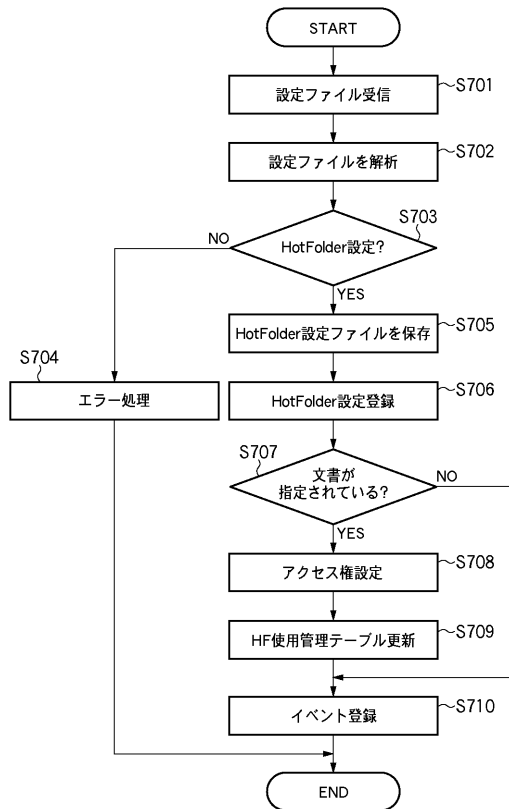 START
設定ファイル受信
S701
設定ファイルを解析
S702
S703
HotFolder設定?
NO
YES
HotFolder設定ファイルを保存
S705
S704
エラー処理
HotFolder設定登録
S706
S707
文書が
指定されている?
NO
YES
アクセス権設定
S708
HF使用管理テーブル更新
S709
イベント登録
S710
END